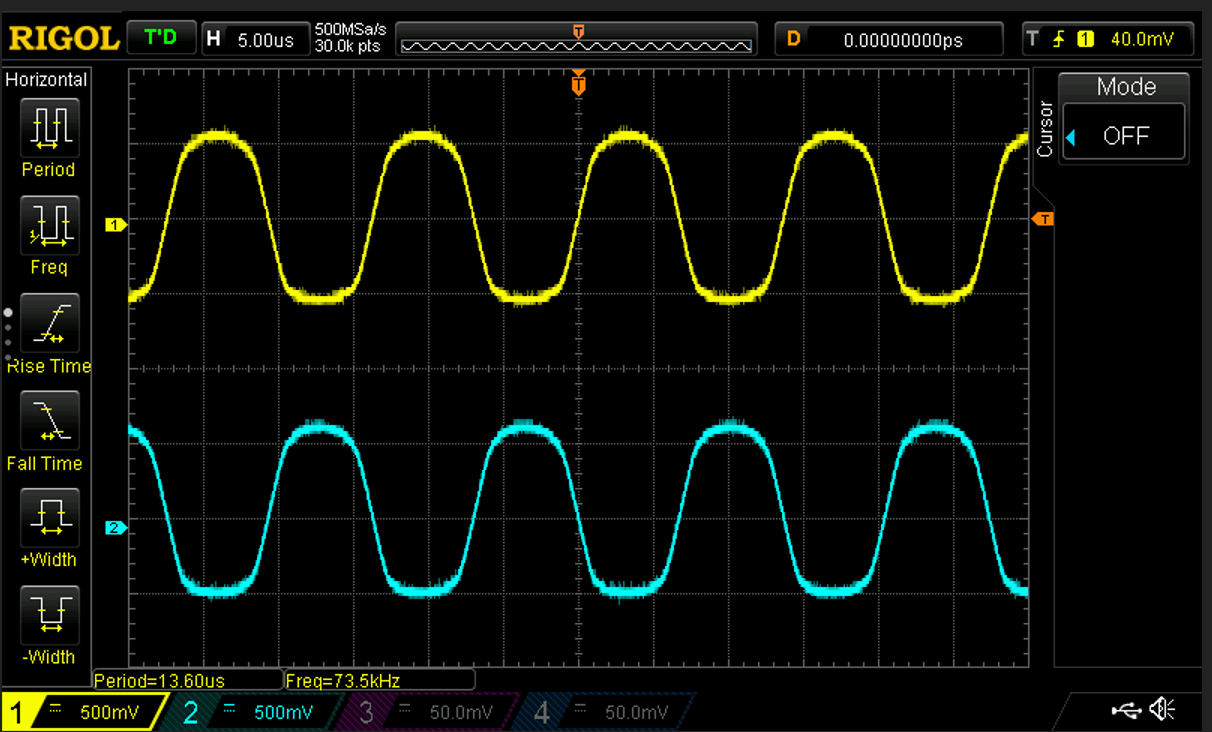 RIGOL T'D H 5.00us 500MSa/s 30.0k pts T D 0.00000000ps T 1 40.0mV
Horizontal
Period
1/ Freq
Rise Time
Fall Time
+Width
-Width
T
1
2
T
Cursor
Mode
OFF
Period=13.60us Freq=73.5kHz
1 500mV 2 500mV 3 50.0mV 4 50.0mV